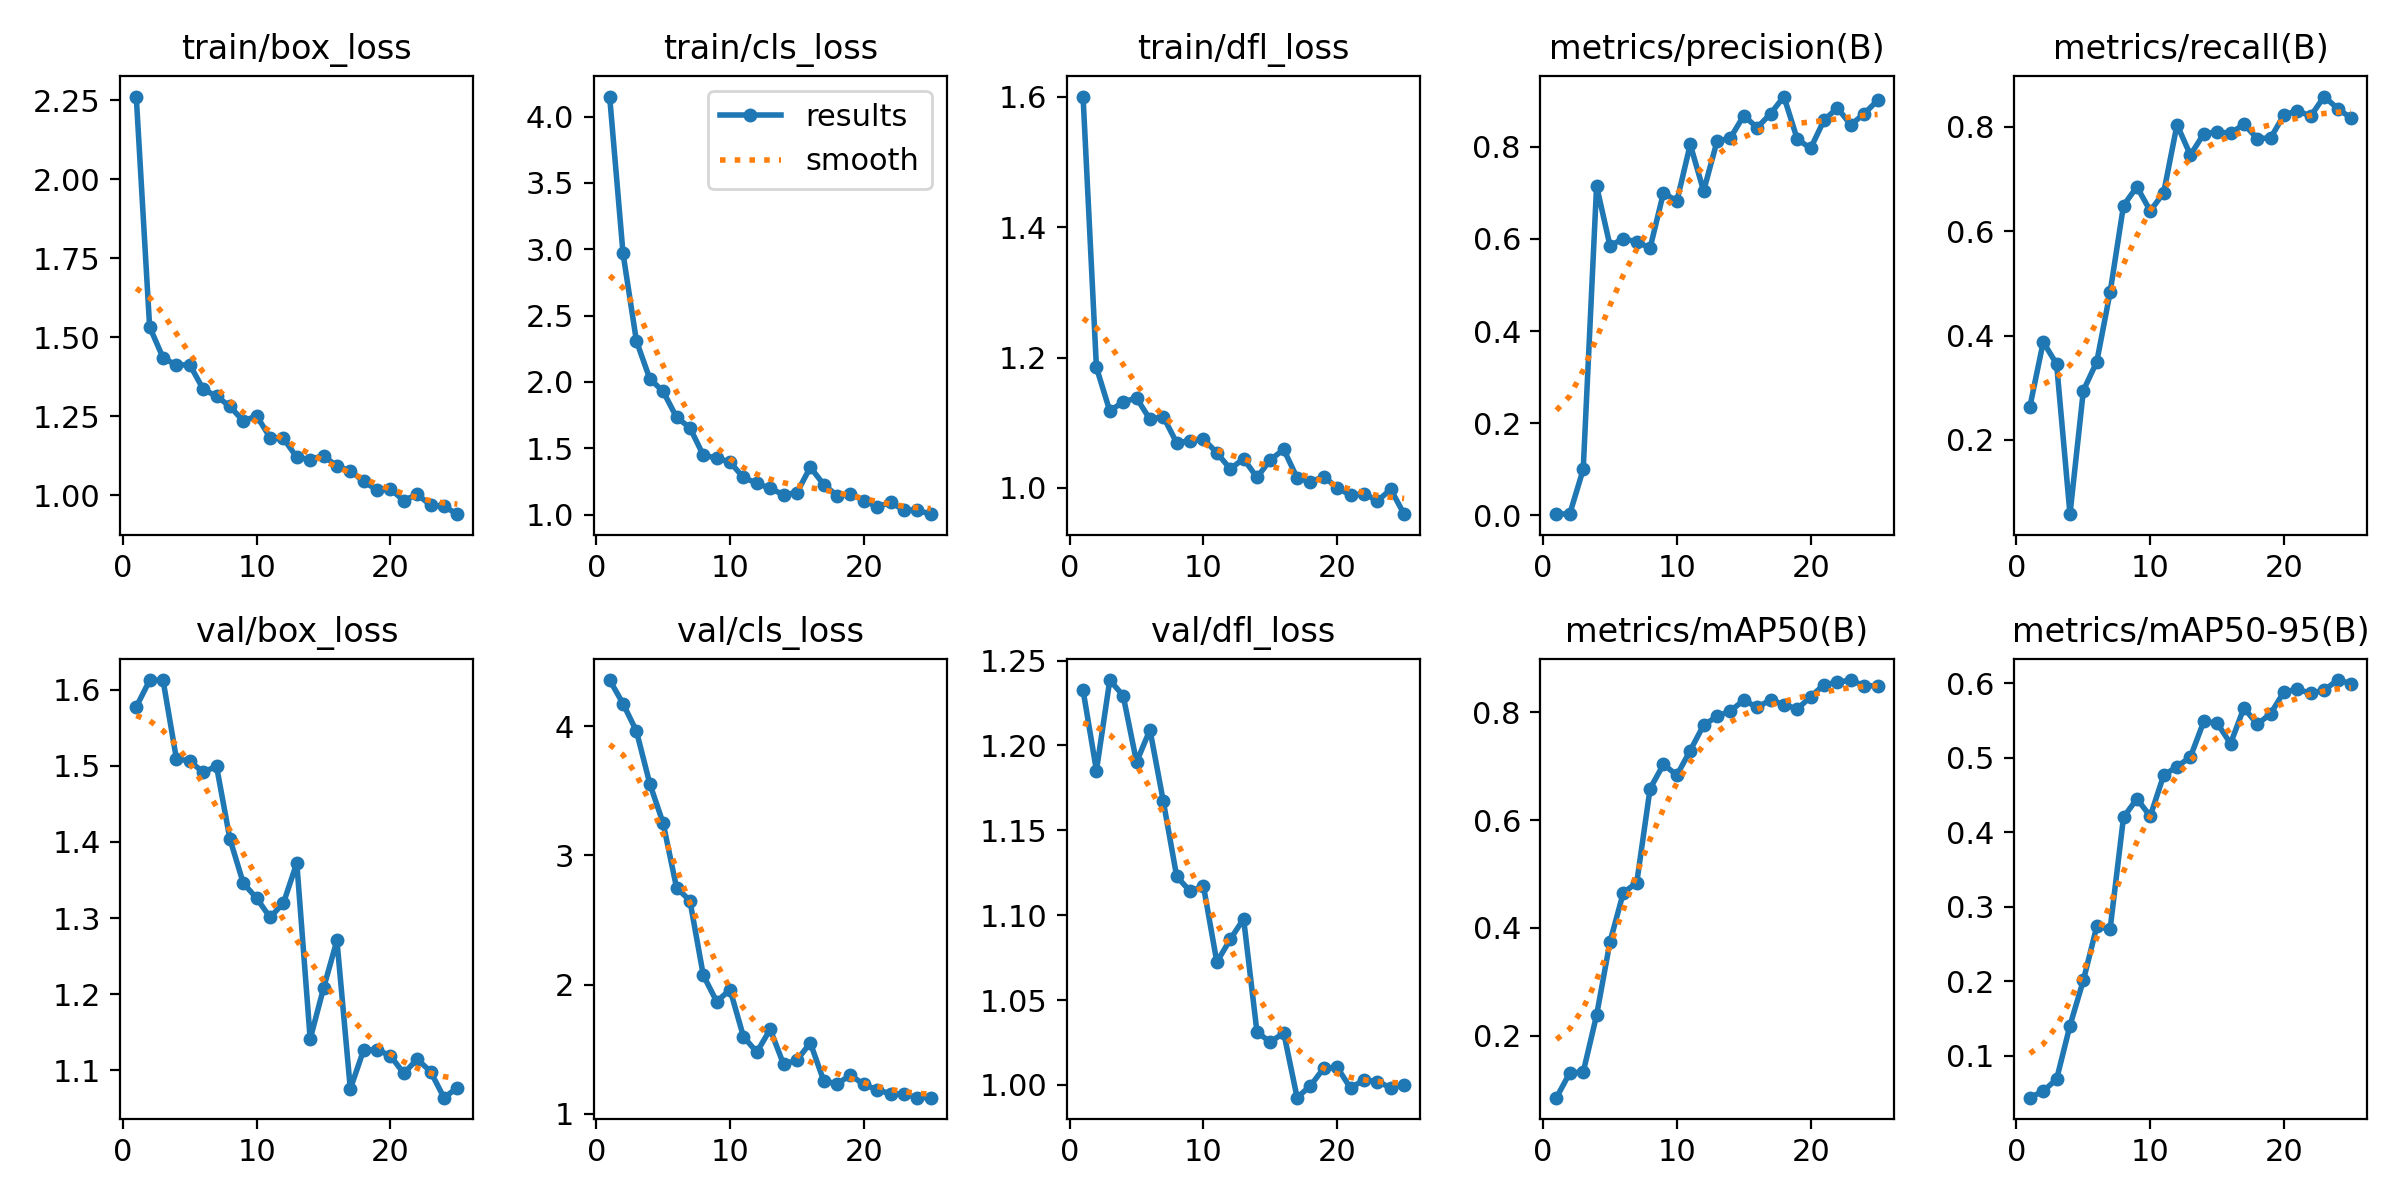 train/box_loss
train/cls_loss
train/dfl_loss
metrics/precision(B)
metrics/recall(B)
2.25
2.00
1.75
1.50
1.25
1.00
0 10 20
4.0
3.5
3.0
2.5
2.0
1.5
1.0
0 10 20
results
smooth
1.6
1.4
1.2
1.0
0 10 20
0.8
0.6
0.4
0.2
0.0
0 10 20
0.8
0.6
0.4
0.2
0 10 20
val/box_loss
val/cls_loss
val/dfl_loss
metrics/mAP50(B)
metrics/mAP50-95(B)
1.6
1.5
1.4
1.3
1.2
1.1
0 10 20
4
3
2
1
0 10 20
1.25
1.20
1.15
1.10
1.05
1.00
0 10 20
0.8
0.6
0.4
0.2
0 10 20
0.6
0.5
0.4
0.3
0.2
0.1
0 10 20